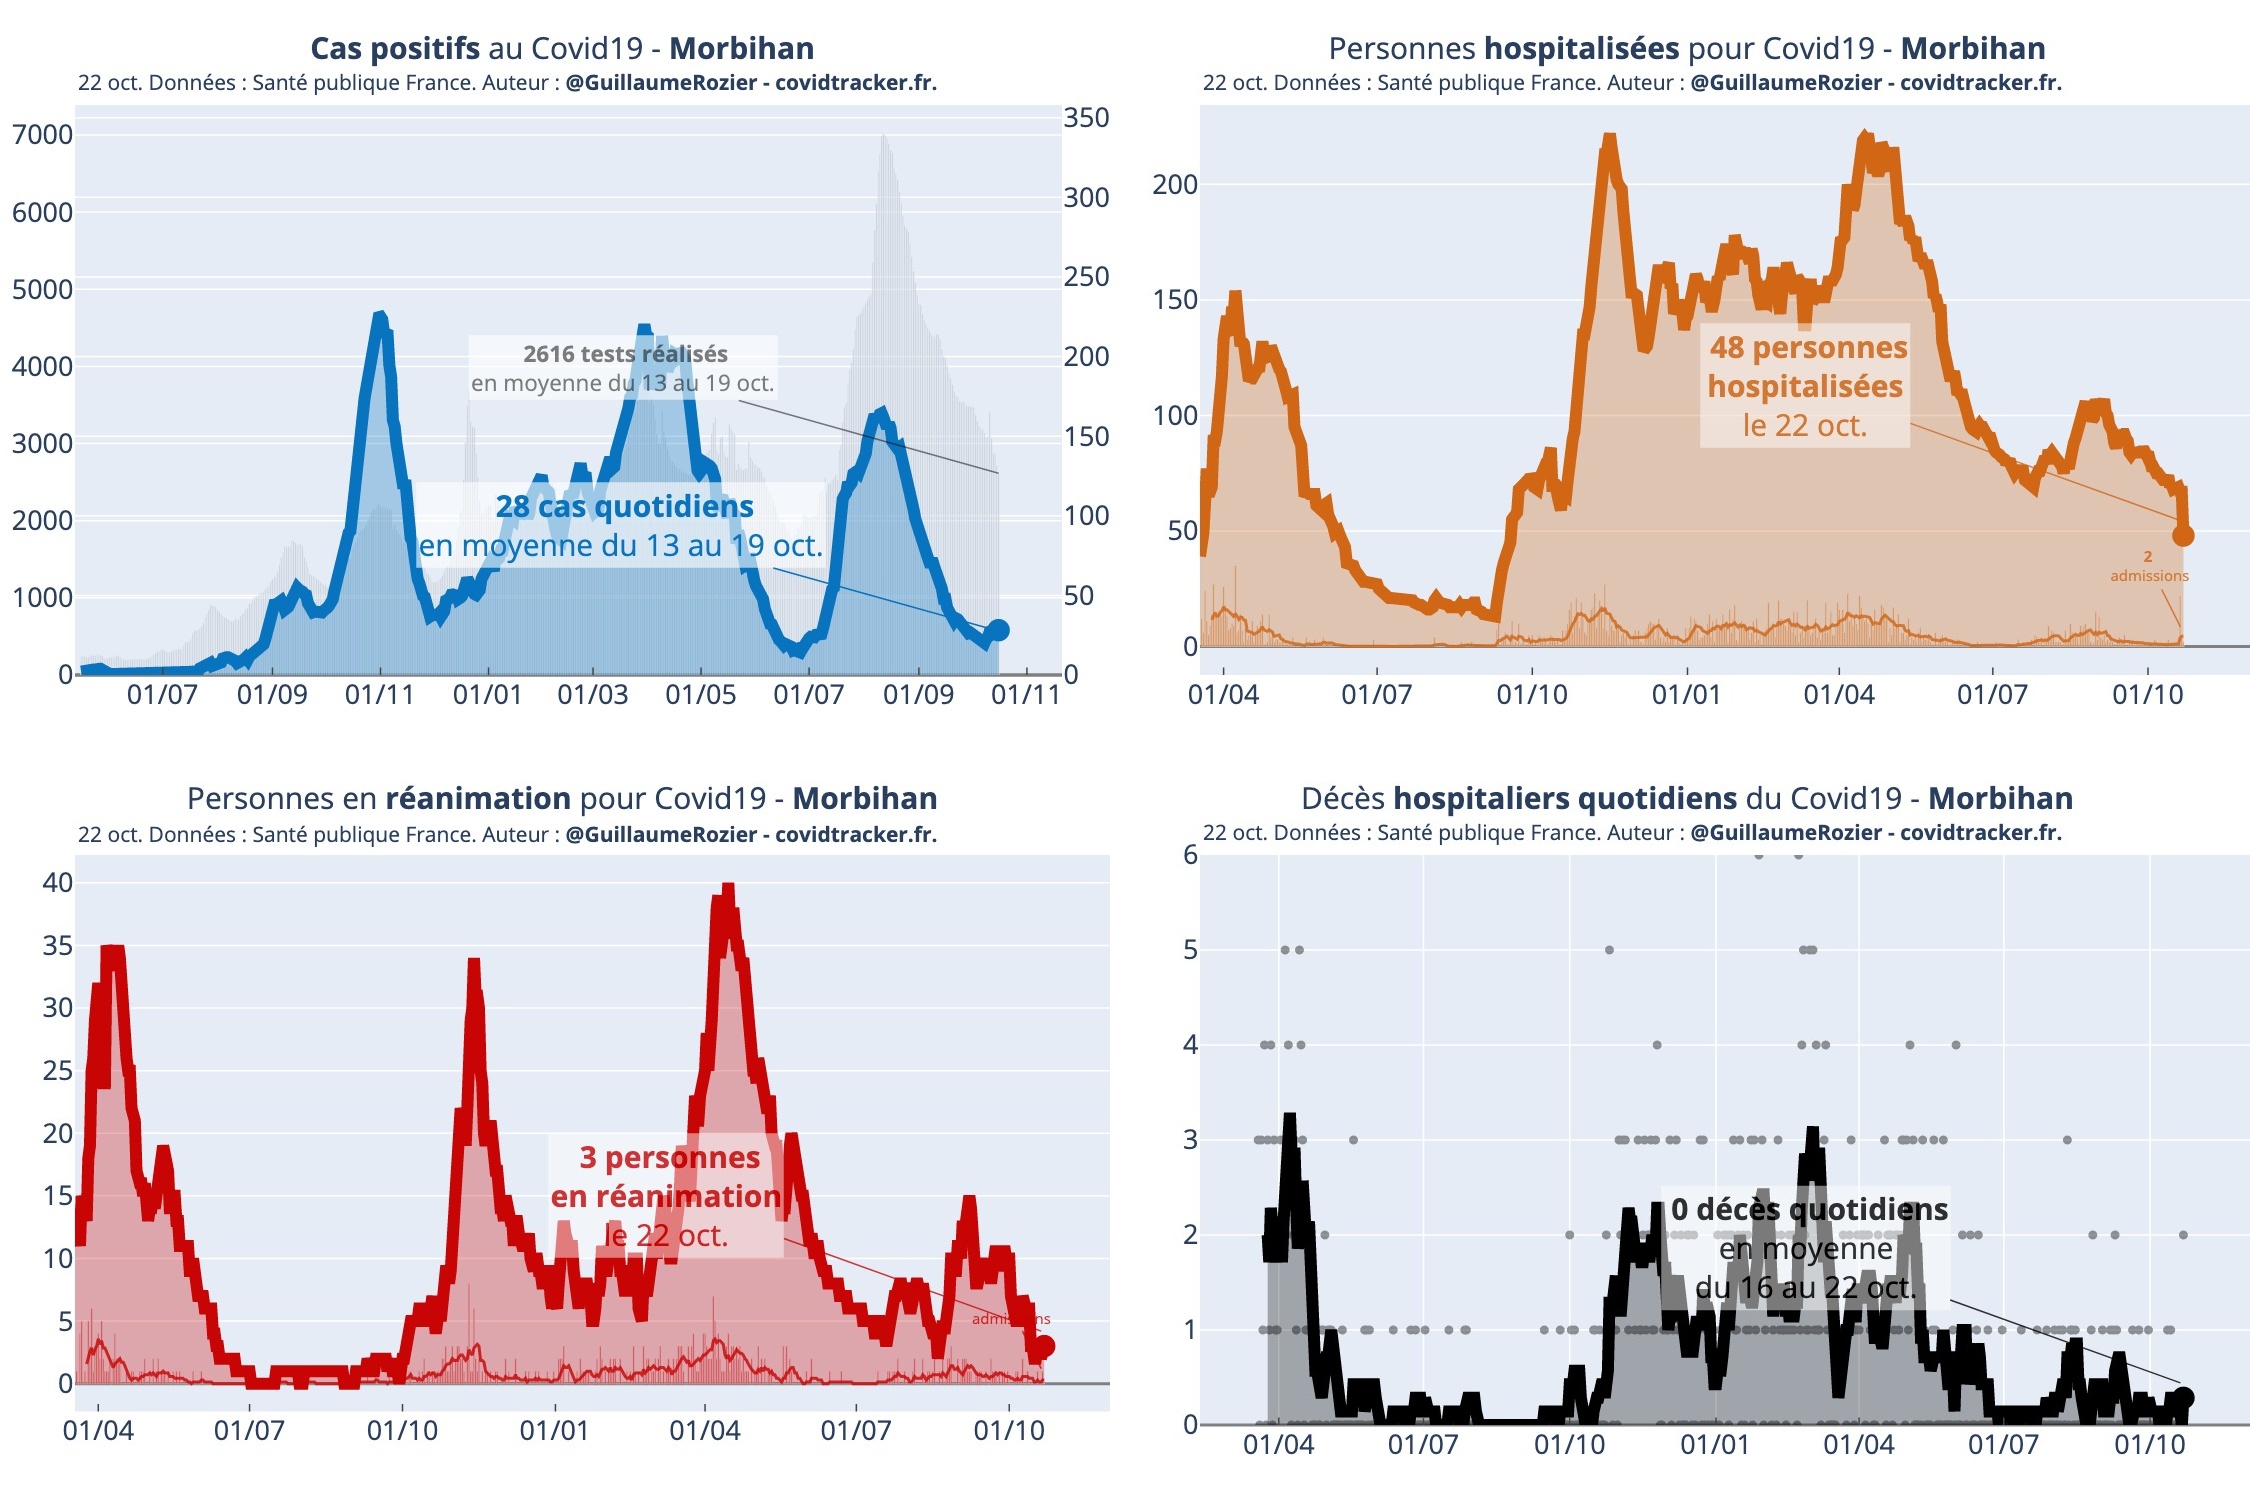 Cas positifs au Covid19 - Morbihan
22 oct. Données : Santé publique France. Auteur : @GuillaumeRozier - covidtracker.fr.
7000
6000
5000
4000
3000
2000
1000
0
350
300
250
200
150
100
50
0
2616 tests réalisés
en moyenne du 13 au 19 oct.
28 cas quotidiens
en moyenne du 13 au 19 oct.
01/07 01/09 01/11 01/01 01/03 01/05 01/07 01/09 01/11
Personnes hospitalisées pour Covid19 - Morbihan
22 oct. Données : Santé publique France. Auteur : @GuillaumeRozier - covidtracker.fr.
200
150
100
50
0
48 personnes
hospitalisées
le 22 oct.
2
admissions
01/04 01/07 01/10 01/01 01/04 01/07 01/10
Personnes en réanimation pour Covid19 - Morbihan
22 oct. Données : Santé publique France. Auteur : @GuillaumeRozier - covidtracker.fr.
40
35
30
25
20
15
10
5
0
3 personnes
en réanimation
le 22 oct.
admissions
01/04 01/07 01/10 01/01 01/04 01/07 01/10
Décès hospitaliers quotidiens du Covid19 - Morbihan
22 oct. Données : Santé publique France. Auteur : @GuillaumeRozier - covidtracker.fr.
6
5
4
3
2
1
0
0 décès quotidiens
en moyenne
du 16 au 22 oct.
01/04 01/07 01/10 01/01 01/04 01/07 01/10